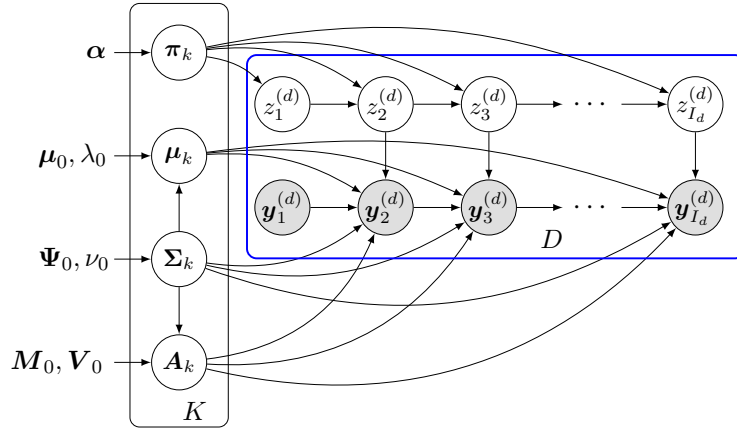 α π_k
z_1^{(d)} z_2^{(d)} z_3^{(d)} · · · z_{I_d}^{(d)}
μ_0, λ_0 μ_k
y_1^{(d)} y_2^{(d)} y_3^{(d)} · · · y_{I_d}^{(d)}
D
Ψ_0, ν_0 Σ_k
M_0, V_0 A_k
K